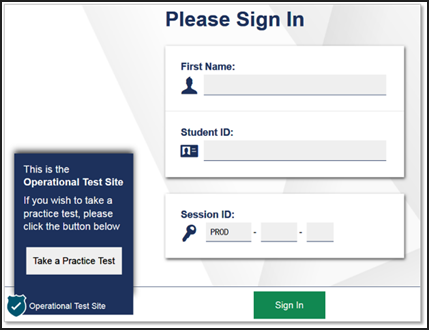 Please Sign In
First Name:
Student ID:
Session ID:
PROD - -
This is the
Operational Test Site
If you wish to take a
practice test, please
click the button below
Take a Practice Test
Operational Test Site
Sign In